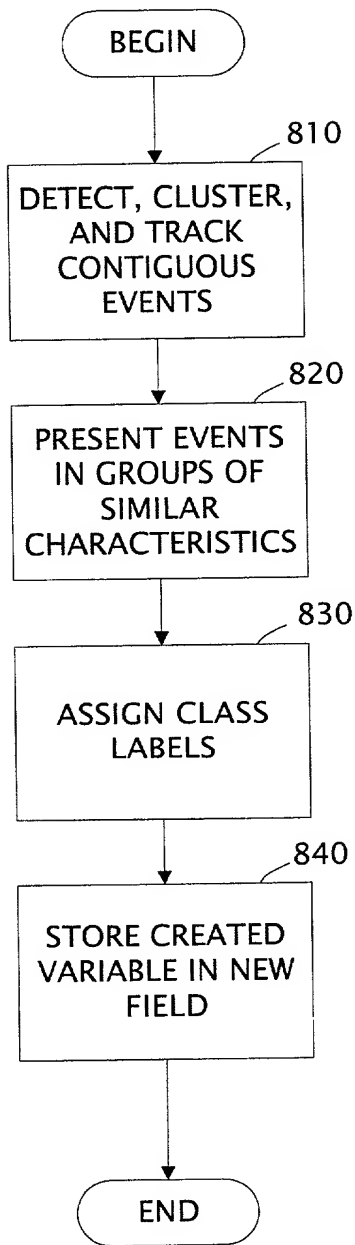 BEGIN
810
DETECT, CLUSTER,
AND TRACK
CONTIGUOUS
EVENTS
820
PRESENT EVENTS
IN GROUPS OF
SIMILAR
CHARACTERISTICS
830
ASSIGN CLASS
LABELS
840
STORE CREATED
VARIABLE IN NEW
FIELD
END